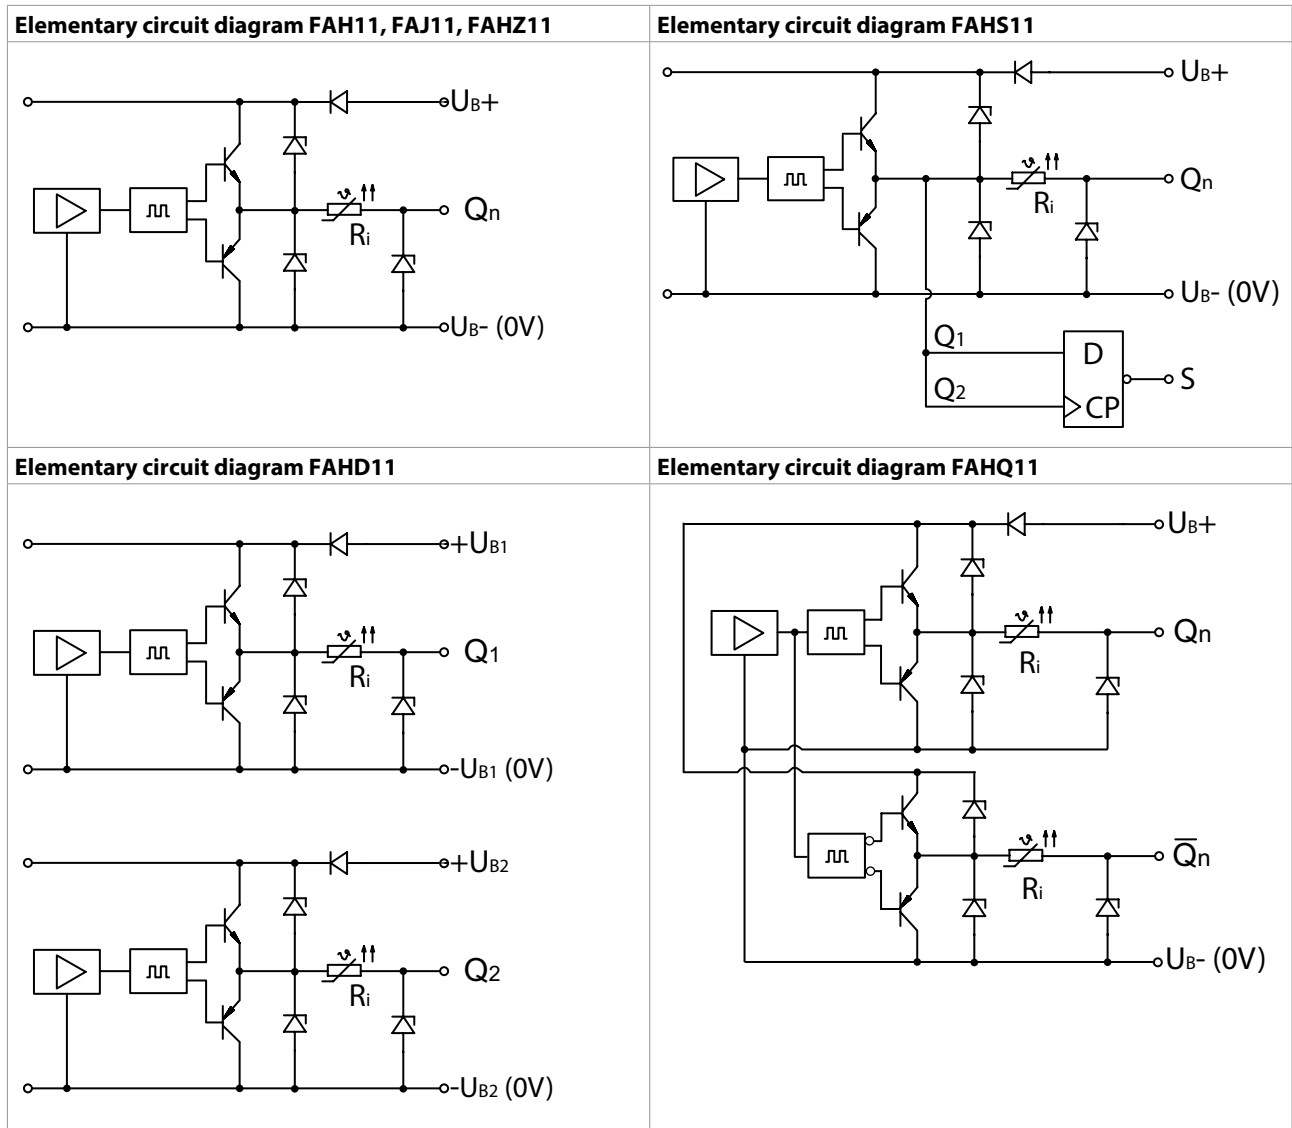 Elementary circuit diagram FAH11, FAJ11, FAHZ11
UB+
Qn
ϑ
Ri
UB- (0V)
Elementary circuit diagram FAHS11
UB+
ϑ
Qn
Ri
UB- (0V)
Q1
D
S
Q2
CP
Elementary circuit diagram FAHD11
+UB1
ϑ
Q1
Ri
-UB1 (0V)
+UB2
ϑ
Q2
Ri
-UB2 (0V)
Elementary circuit diagram FAHQ11
UB+
ϑ
Qn
Ri
ϑ
Q̅n
Ri
UB- (0V)